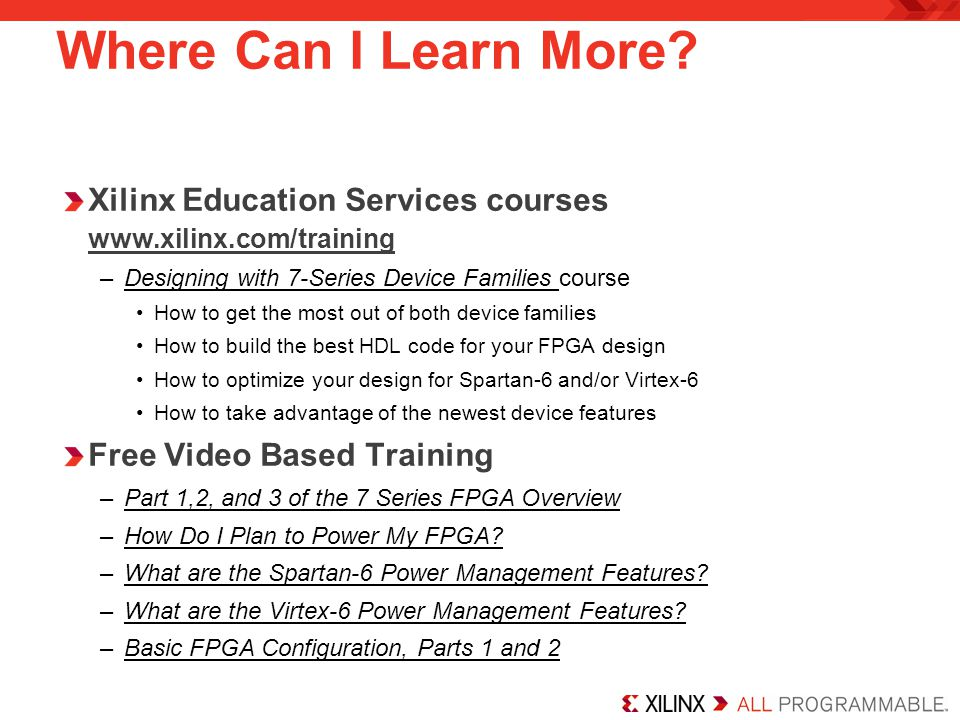 Where Can I Learn More?
Xilinx Education Services courses
www.xilinx.com/training
– Designing with 7-Series Device Families course
• How to get the most out of both device families
• How to build the best HDL code for your FPGA design
• How to optimize your design for Spartan-6 and/or Virtex-6
• How to take advantage of the newest device features
Free Video Based Training
– Part 1,2, and 3 of the 7 Series FPGA Overview
– How Do I Plan to Power My FPGA?
– What are the Spartan-6 Power Management Features?
– What are the Virtex-6 Power Management Features?
– Basic FPGA Configuration, Parts 1 and 2
XILINX ALL PROGRAMMABLE™